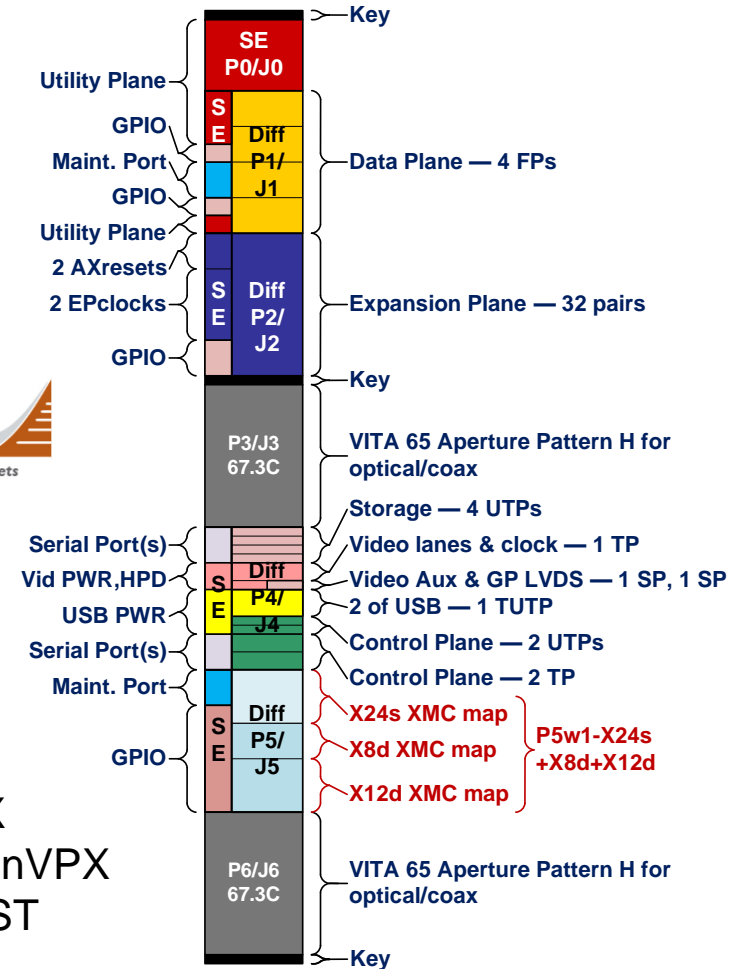 Key
SE
P0/J0
Utility Plane
GPIO
Maint. Port
GPIO
Utility Plane
S
E
Diff
P1/
J1
Data Plane — 4 FPs
2 AXresets
2 EPclocks
GPIO
S
E
Diff
P2/
J2
Expansion Plane — 32 pairs
Key
P3/J3
67.3C
VITA 65 Aperture Pattern H for
optical/coax
ets
Storage — 4 UTPs
Serial Port(s)
Video lanes & clock — 1 TP
Vid PWR,HPD
Video Aux & GP LVDS — 1 SP, 1 SP
USB PWR
2 of USB — 1 TUTP
S
E
Diff
P4/
J4
Control Plane — 2 UTPs
Serial Port(s)
Control Plane — 2 TP
Maint. Port
GPIO
S
E
Diff
P5/
J5
X24s XMC map
X8d XMC map
X12d XMC map
P5w1-X24s
+X8d+X12d
X
nVPX
ST
P6/J6
67.3C
VITA 65 Aperture Pattern H for
optical/coax
Key